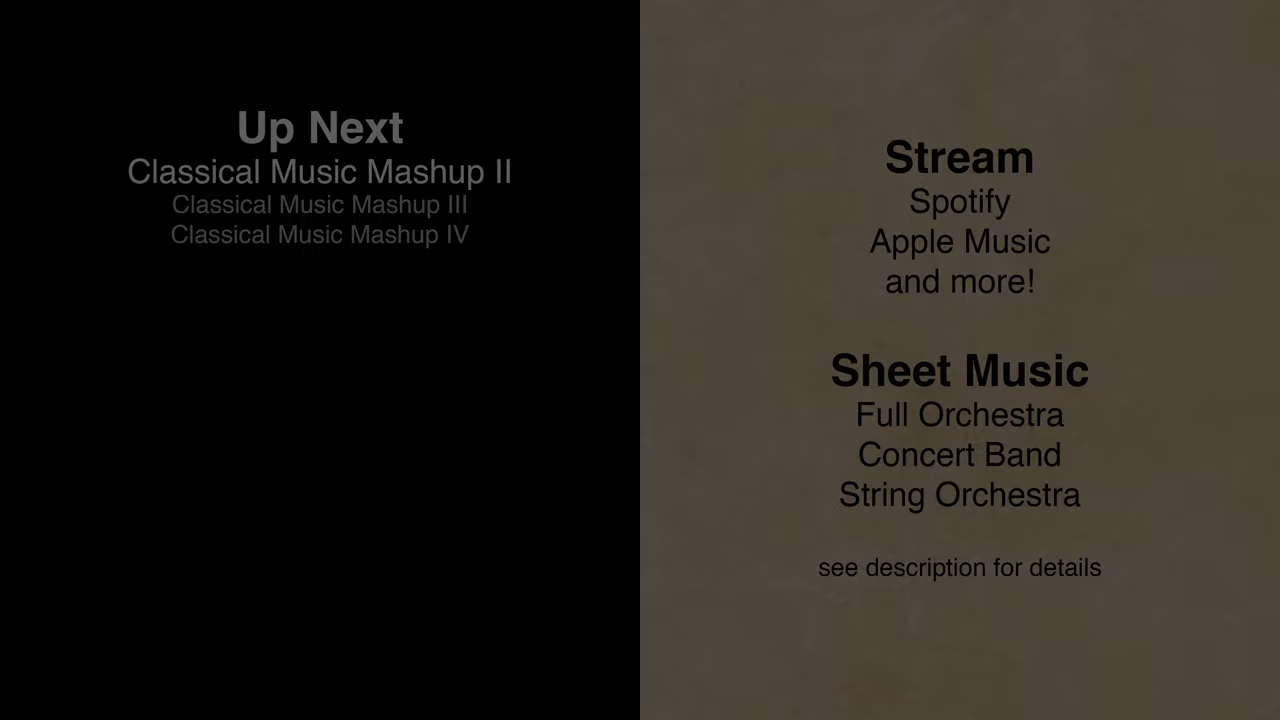 Up Next
Classical Music Mashup II
Classical Music Mashup III
Classical Music Mashup IV
Stream
Spotify
Apple Music
and more!
Sheet Music
Full Orchestra
Concert Band
String Orchestra
see description for details